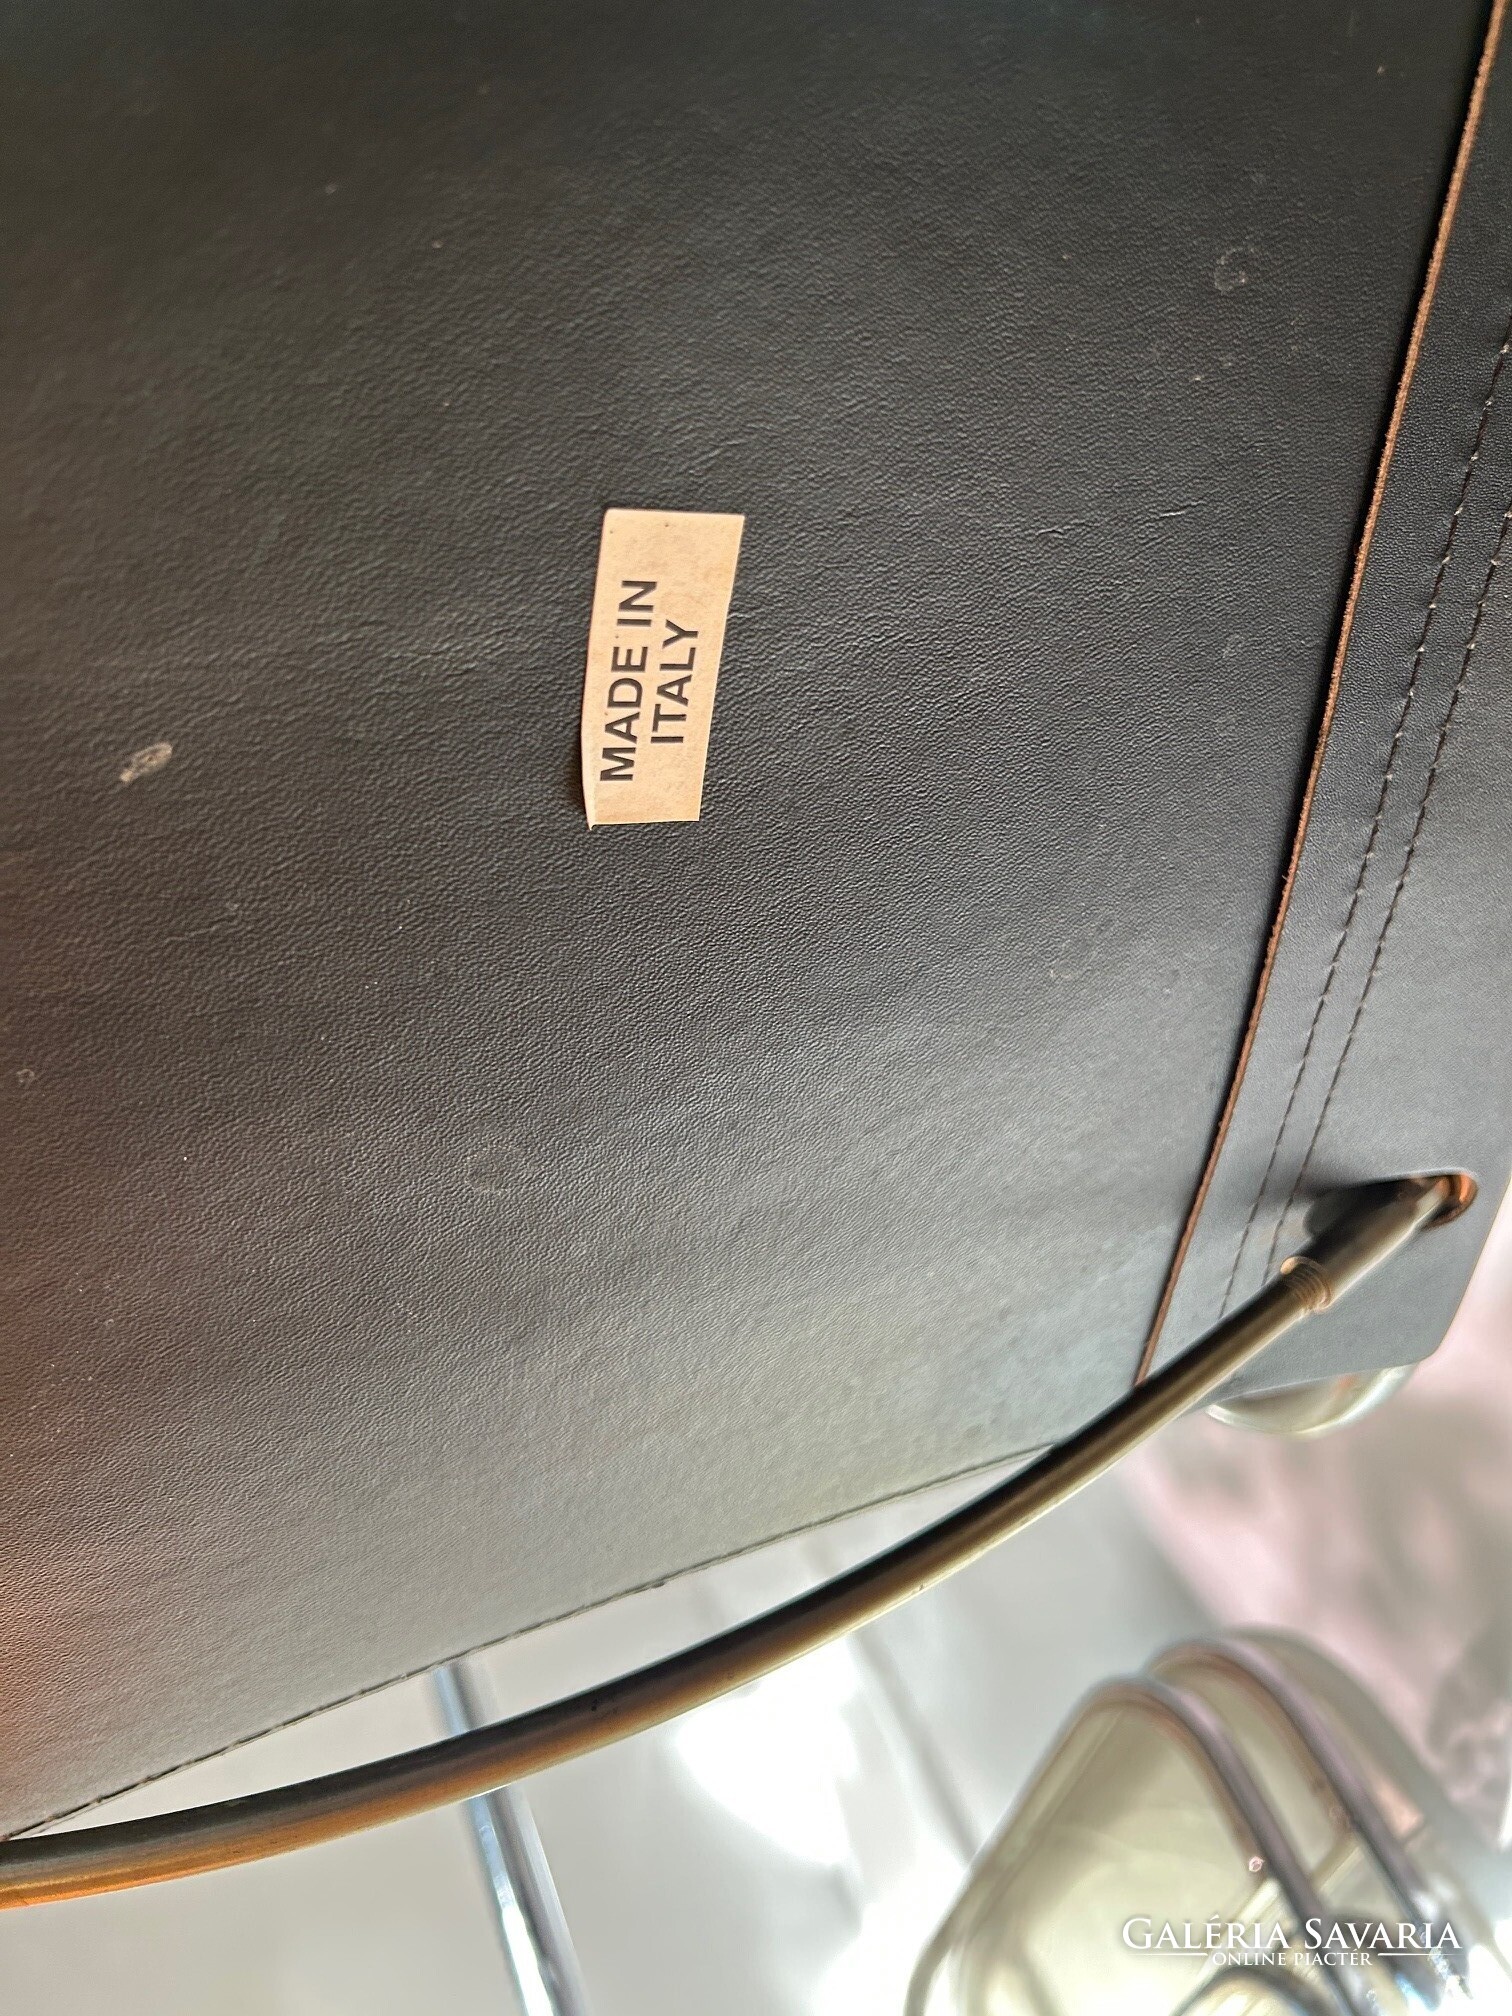 MADE IN
ITALY
GALÉRIA SAVARIA
ONLINE PIACTÉR